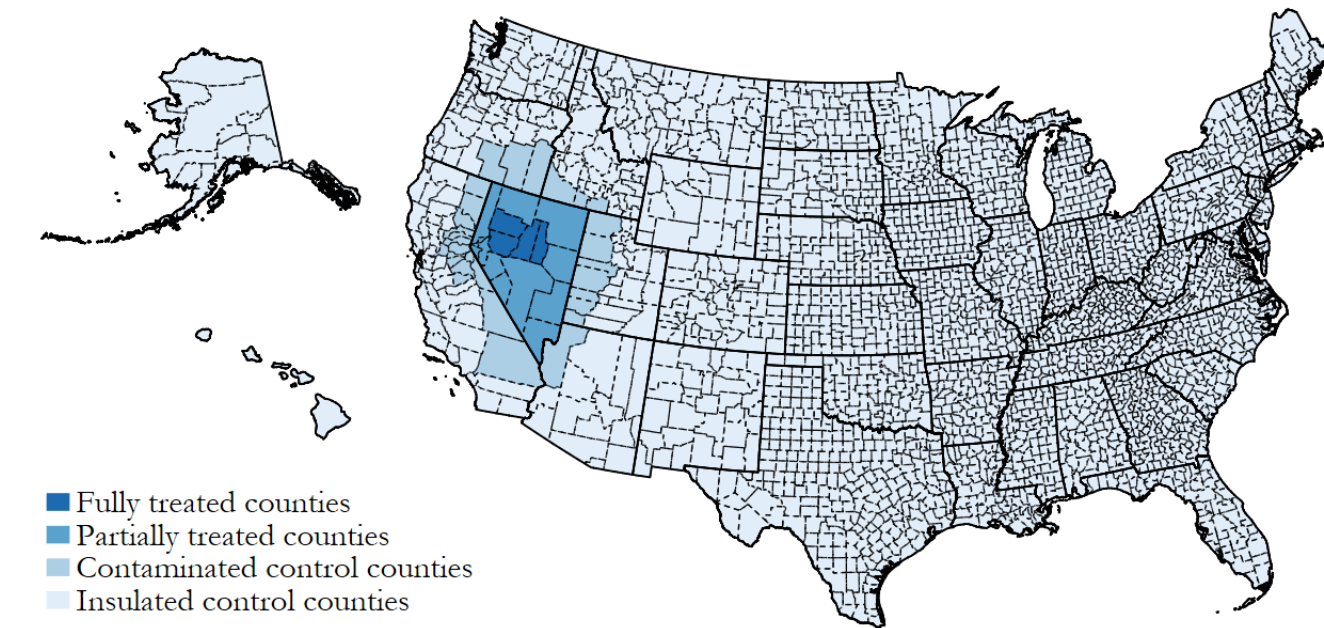 Fully treated counties
Partially treated counties
Contaminated control counties
Insulated control counties